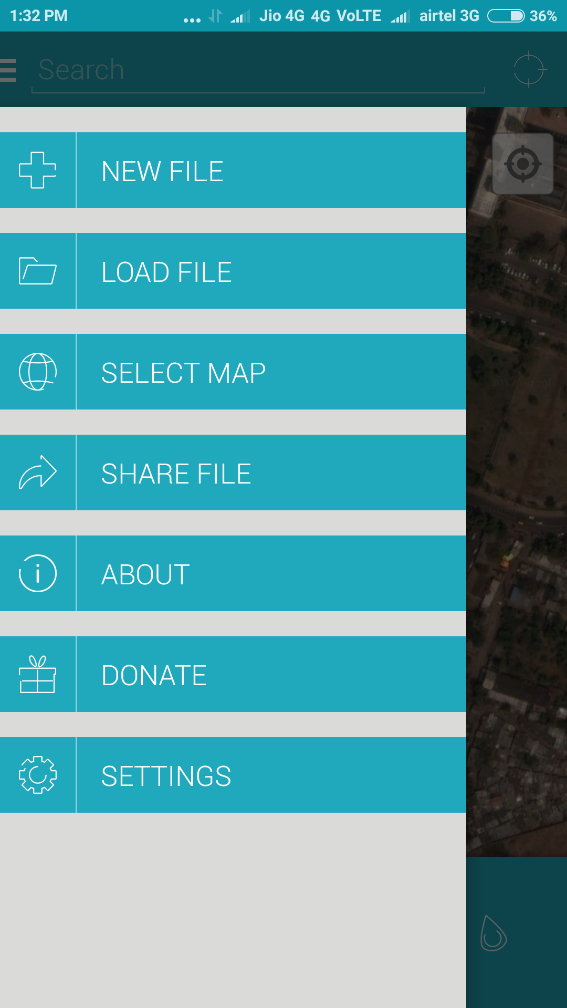 1:32 PM ... Jio 4G 4G VoLTE airtel 3G 36%
Search
NEW FILE
LOAD FILE
SELECT MAP
SHARE FILE
ABOUT
DONATE
SETTINGS